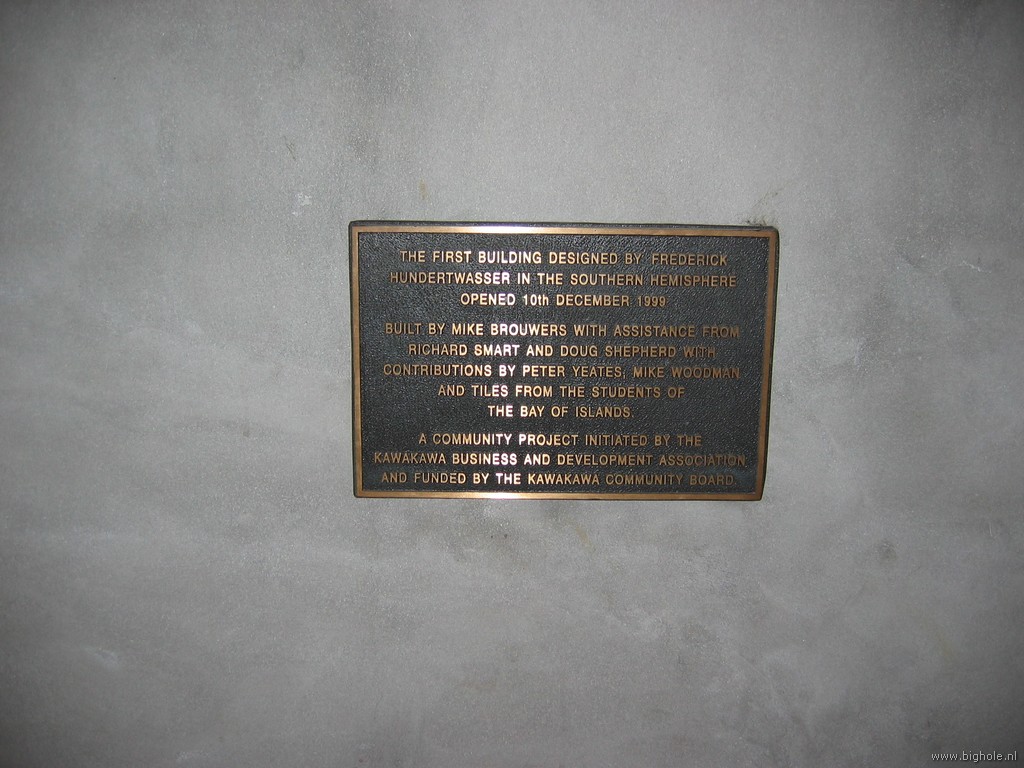 THE FIRST BUILDING DESIGNED BY FREDERICK
HUNDERTWASSER IN THE SOUTHERN HEMISPHERE
OPENED 10th DECEMBER 1999
BUILT BY MIKE BROUWERS WITH ASSISTANCE FROM
RICHARD SMART AND DOUG SHEPHERD WITH
CONTRIBUTIONS BY PETER YEATES, MIKE WOODMAN
AND TILES FROM THE STUDENTS OF
THE BAY OF ISLANDS.
A COMMUNITY PROJECT INITIATED BY THE
KAWAKAWA BUSINESS AND DEVELOPMENT ASSOCIATION
AND FUNDED BY THE KAWAKAWA COMMUNITY BOARD.
www.bighole.nl